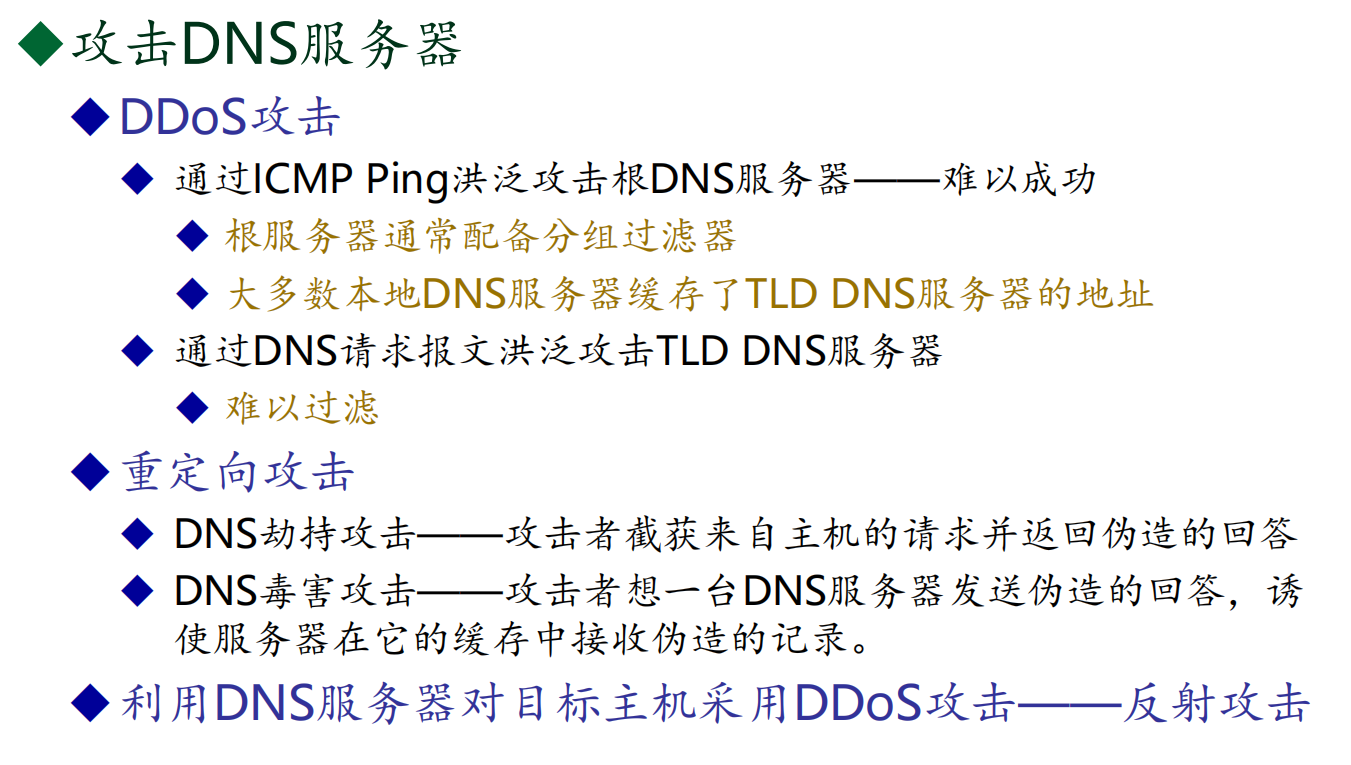 攻击DNS服务器
DDoS攻击
通过ICMP Ping洪泛攻击根DNS服务器——难以成功
根服务器通常配备分组过滤器
大多数本地DNS服务器缓存了TLD DNS服务器的地址
通过DNS请求报文洪泛攻击TLD DNS服务器
难以过滤
重定向攻击
DNS劫持攻击——攻击者截获来自主机的请求并返回伪造的回答
DNS毒害攻击——攻击者想一台DNS服务器发送伪造的回答，诱
使服务器在它的缓存中接收伪造的记录。
利用DNS服务器对目标主机采用DDoS攻击——反射攻击